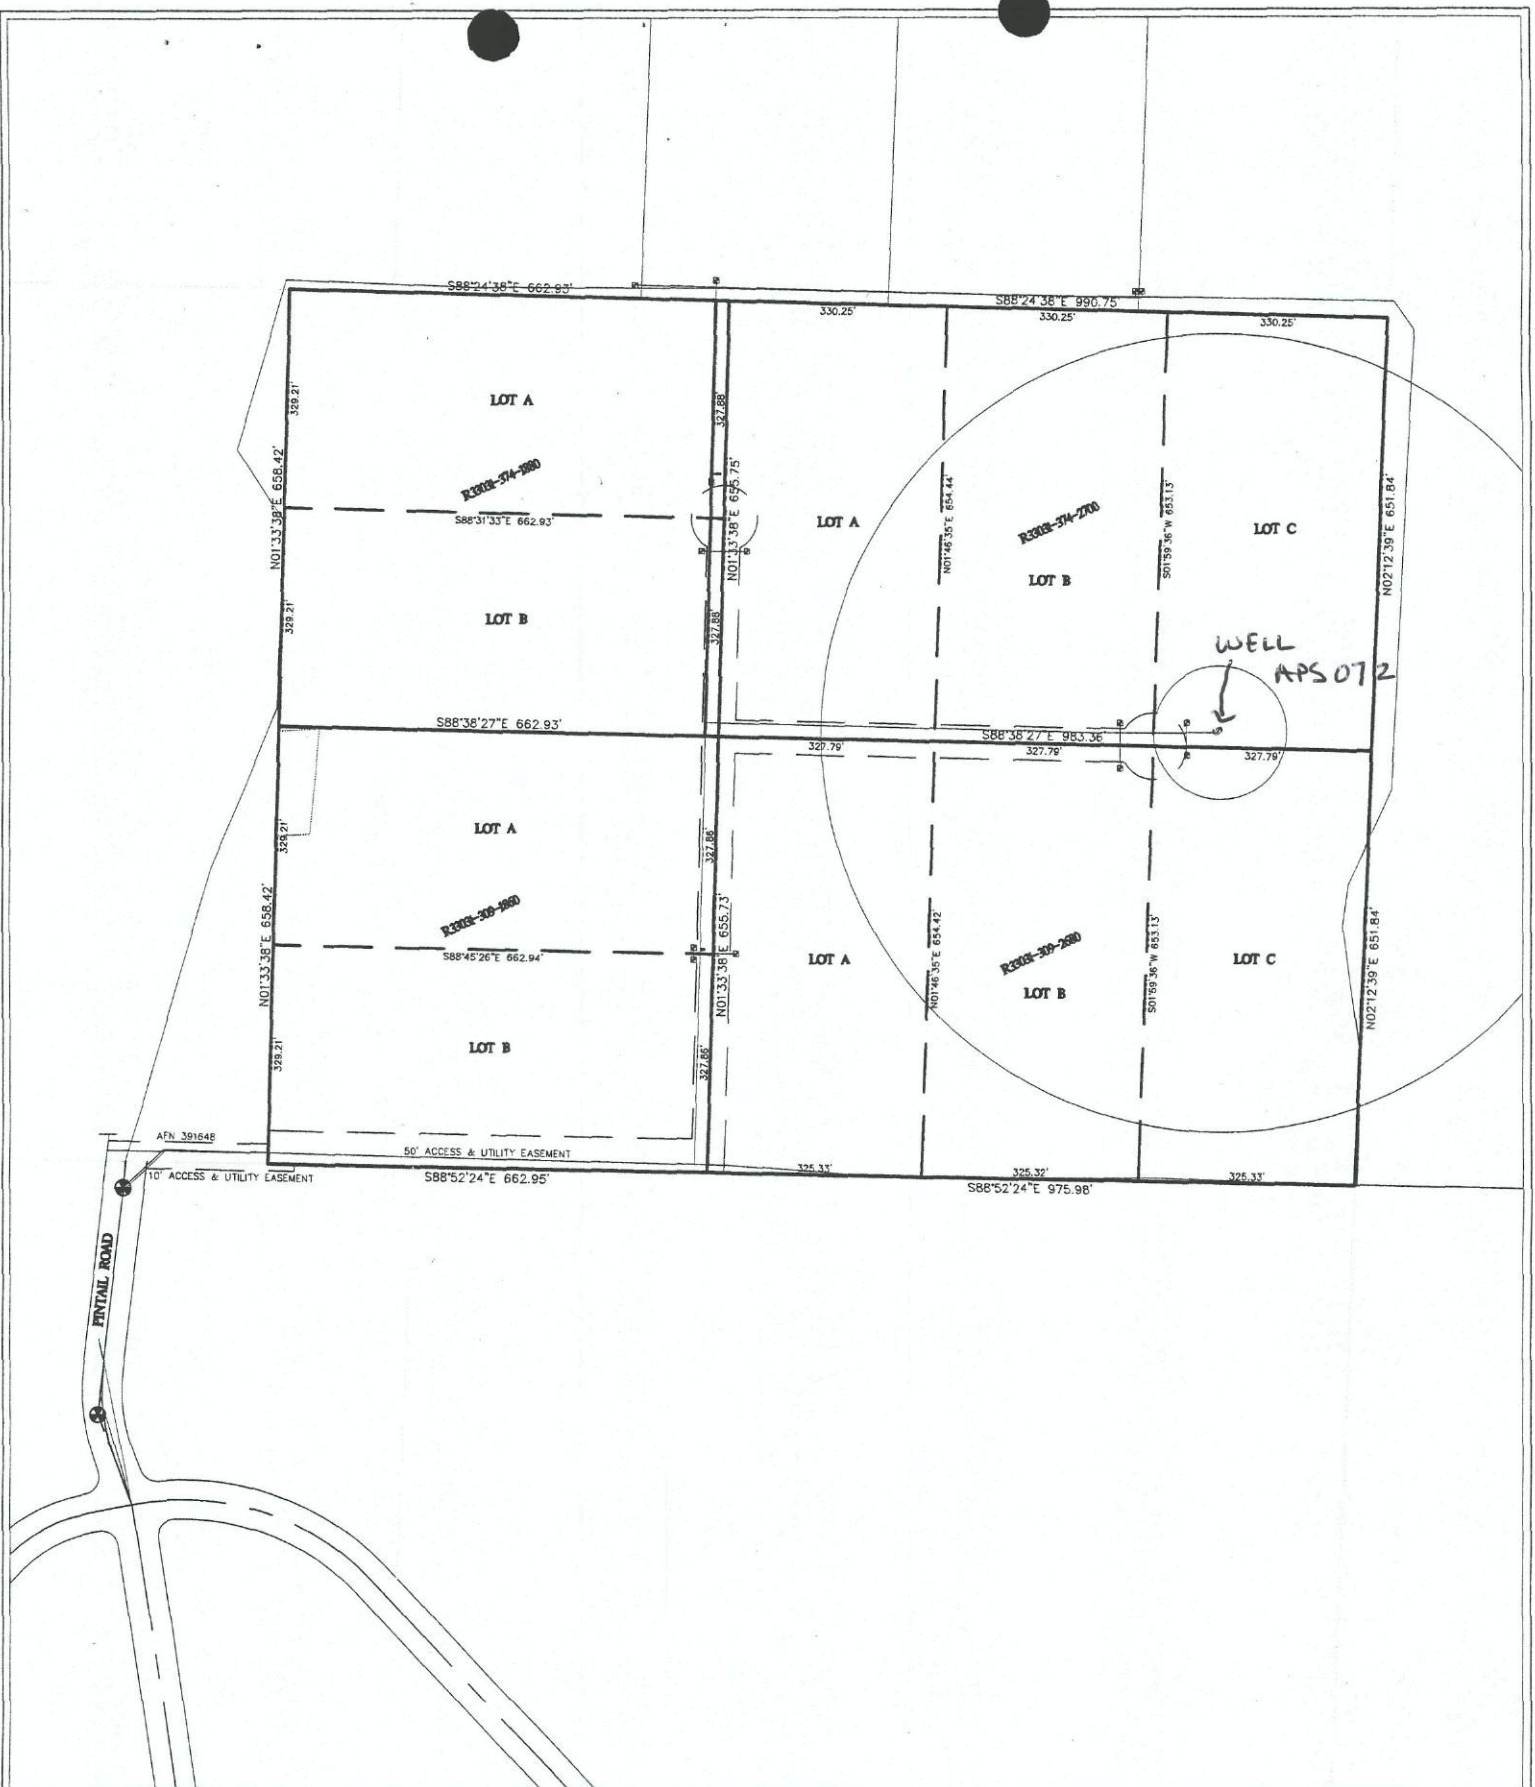 S88°24'38"E 662.93'
S88°24'38"E 990.75'
330.25'
330.25'
330.25'
329.21'
LOT A
327.88'
N01°33'38"E 658.42'
R33031-374-1880
N01°33'38"E 655.75'
S88°31'33"E 662.93'
LOT A
N01°46'35"E 654.44'
R33031-374-2700
LOT B
S01°59'36"W 653.13'
LOT C
N02°12'39"E 651.84'
329.21'
LOT B
327.88'
WELL
APS 072
S88°38'27"E 662.93'
S88°38'27"E 983.36'
327.79'
327.79'
327.79'
329.21'
LOT A
327.86'
N01°33'38"E 658.42'
R33031-309-1860
S88°45'26"E 662.94'
N01°33'38"E 655.73'
LOT A
N01°46'35"E 654.42'
R33031-309-2680
LOT B
S01°59'36"W 653.13'
LOT C
N02°12'39"E 651.84'
329.21'
LOT B
327.86'
AFN 391648
50' ACCESS & UTILITY EASEMENT
10' ACCESS & UTILITY EASEMENT
S88°52'24"E 662.95'
325.33'
325.32'
325.33'
S88°52'24"E 975.98'
PINTAIL ROAD